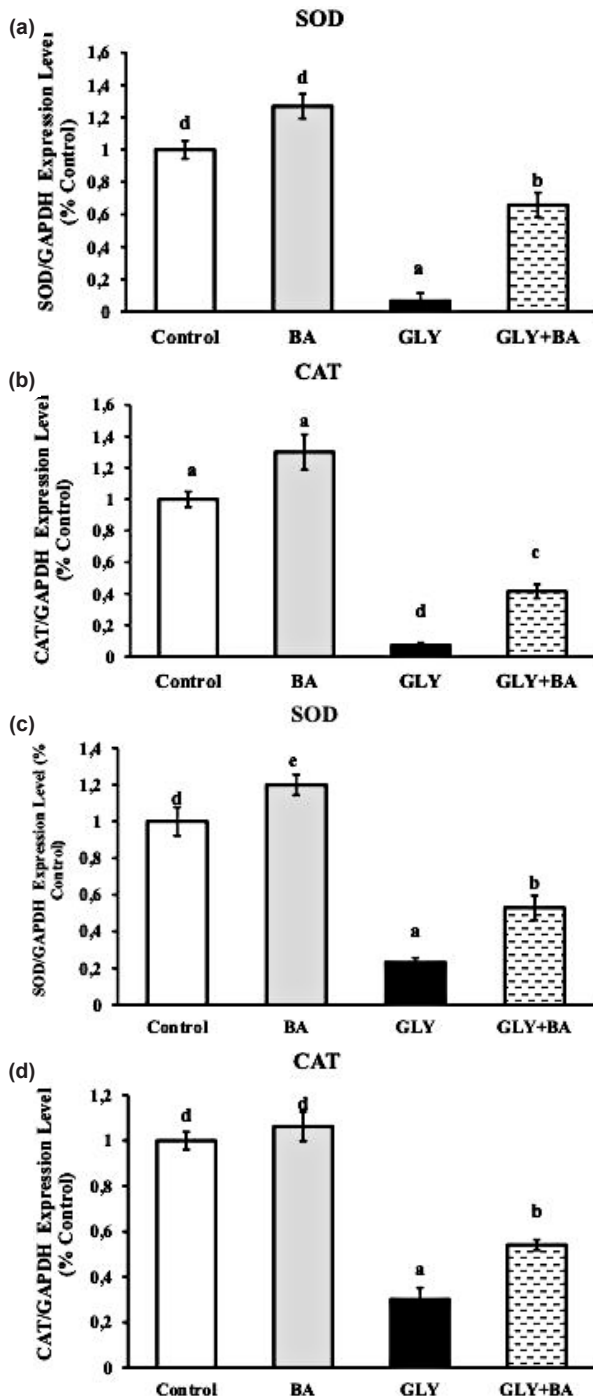 (a)
SOD
SOD/GAPDH Expression Level
(% Control)
1,6
1,4
1,2
1
0,8
0,6
0,4
0,2
0
d
d
a
b
Control BA GLY GLY+BA
(b)
CAT
CAT/GAPDH Expression Level
(% Control)
1,6
1,4
1,2
1
0,8
0,6
0,4
0,2
0
a
a
d
c
Control BA GLY GLY+BA
(c)
SOD
SOD/GAPDH Expression Level (%
Control)
1,4
1,2
1
0,8
0,6
0,4
0,2
0
d
e
a
b
Control BA GLY GLY+BA
(d)
CAT
CAT/GAPDH Expression Level
(% Control)
1,2
1
0,8
0,6
0,4
0,2
0
d
d
a
b
Control BA GLY GLY+BA